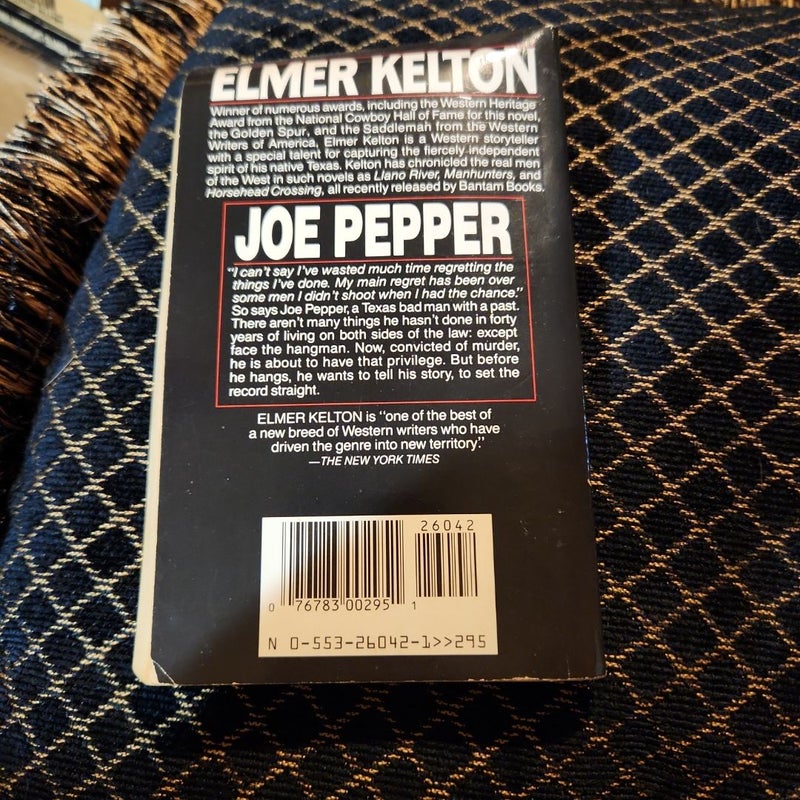 ELMER KELTON
Winner of numerous awards, including the Western Heritage
Award from the National Cowboy Hall of Fame for this novel,
the Golden Spur, and the Saddlemah from the Western
Writers of America, Elmer Kelton is a Western storyteller
with a special talent for capturing the fiercely independent
spirit of his native Texas. Kelton has chronicled the real men
of the West in such novels as Llano River, Manhunters, and
Horsehead Crossing, all recently released by Bantam Books.
JOE PEPPER
"I can't say I've wasted much time regretting the
things I've done. My main regret has been over
some men I didn't shoot when I had the chance."
So says Joe Pepper, a Texas bad man with a past.
There aren't many things he hasn't done in forty
years of living on both sides of the law: except
face the hangman. Now, convicted of murder,
he is about to have that privilege. But before
he hangs, he wants to tell his story, to set the
record straight.
ELMER KELTON is "one of the best of
a new breed of Western writers who have
driven the genre into new territory."
—THE NEW YORK TIMES
26042
0 76783 00295 1
N 0-553-26042-1>>295